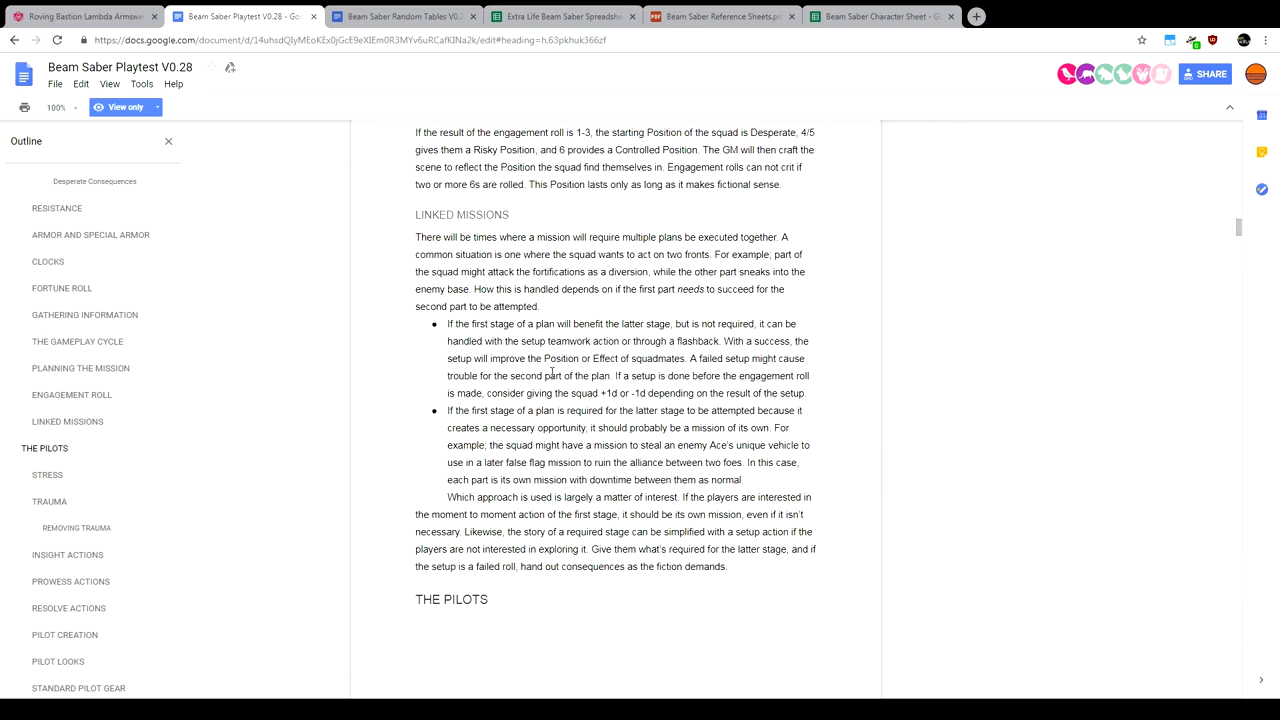 Roving Bastion Lambda Armswe
Beam Saber Playtest V0.28 - Goo
Beam Saber Random Tables V0.2
Extra Life Beam Saber Spreadshe
Beam Saber Reference Sheets.pd
Beam Saber Character Sheet - G
https://docs.google.com/document/d/14uhsdQIyMEoKEx0jGcE9eXIEm0R3MYv6uRCafKINa2k/edit#heading=h.63pkhuk366zf
Beam Saber Playtest V0.28
File Edit View Tools Help
SHARE
100%
View only
Outline
Desperate Consequences
RESISTANCE
ARMOR AND SPECIAL ARMOR
CLOCKS
FORTUNE ROLL
GATHERING INFORMATION
THE GAMEPLAY CYCLE
PLANNING THE MISSION
ENGAGEMENT ROLL
LINKED MISSIONS
THE PILOTS
STRESS
TRAUMA
REMOVING TRAUMA
INSIGHT ACTIONS
PROWESS ACTIONS
RESOLVE ACTIONS
PILOT CREATION
PILOT LOOKS
STANDARD PILOT GEAR
If the result of the engagement roll is 1-3, the starting Position of the squad is Desperate, 4/5
gives them a Risky Position, and 6 provides a Controlled Position. The GM will then craft the
scene to reflect the Position the squad find themselves in. Engagement rolls can not crit if
two or more 6s are rolled. This Position lasts only as long as it makes fictional sense.
LINKED MISSIONS
There will be times where a mission will require multiple plans be executed together. A
common situation is one where the squad wants to act on two fronts. For example; part of
the squad might attack the fortifications as a diversion, while the other part sneaks into the
enemy base. How this is handled depends on if the first part needs to succeed for the
second part to be attempted.
● If the first stage of a plan will benefit the latter stage, but is not required, it can be
handled with the setup teamwork action or through a flashback. With a success, the
setup will improve the Position or Effect of squadmates. A failed setup might cause
trouble for the second part of the plan. If a setup is done before the engagement roll
is made, consider giving the squad +1d or -1d depending on the result of the setup.
● If the first stage of a plan is required for the latter stage to be attempted because it
creates a necessary opportunity, it should probably be a mission of its own. For
example; the squad might have a mission to steal an enemy Ace's unique vehicle to
use in a later false flag mission to ruin the alliance between two foes. In this case,
each part is its own mission with downtime between them as normal.
Which approach is used is largely a matter of interest. If the players are interested in
the moment to moment action of the first stage, it should be its own mission, even if it isn't
necessary. Likewise, the story of a required stage can be simplified with a setup action if the
players are not interested in exploring it. Give them what's required for the latter stage, and if
the setup is a failed roll, hand out consequences as the fiction demands.
THE PILOTS